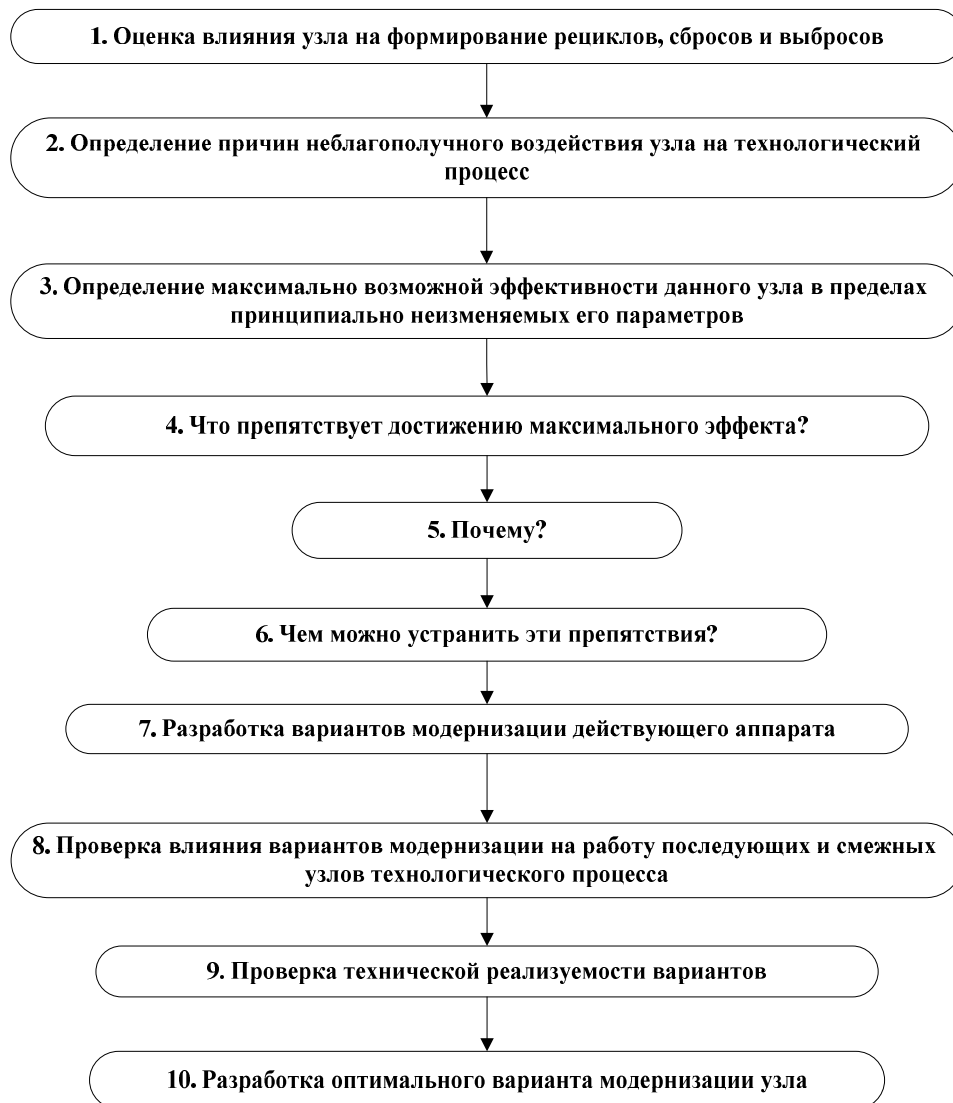 1. Оценка влияния узла на формирование рециклов, сбросов и выбросов
2. Определение причин неблагополучного воздействия узла на технологический
процесс
3. Определение максимально возможной эффективности данного узла в пределах
принципиально неизменяемых его параметров
4. Что препятствует достижению максимального эффекта?
5. Почему?
6. Чем можно устранить эти препятствия?
7. Разработка вариантов модернизации действующего аппарата
8. Проверка влияния вариантов модернизации на работу последующих и смежных
узлов технологического процесса
9. Проверка технической реализуемости вариантов
10. Разработка оптимального варианта модернизации узла